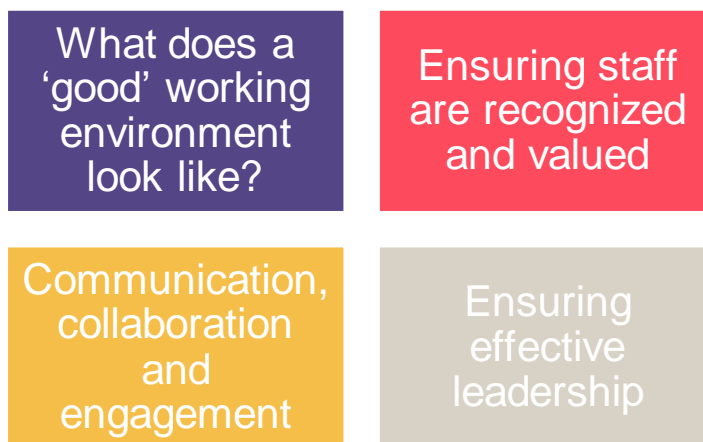 What does a
‘good’ working
environment
look like?
Ensuring staff
are recognized
and valued
Communication,
collaboration
and
engagement
Ensuring
effective
leadership